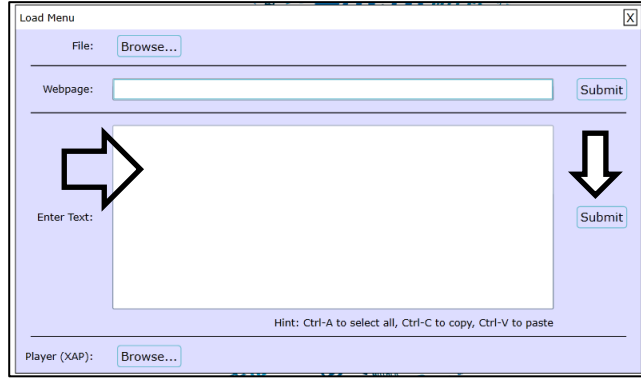 Load Menu
X
File:
Browse...
Webpage:
Submit
Enter Text:
Submit
Hint: Ctrl-A to select all, Ctrl-C to copy, Ctrl-V to paste
Player (XAP):
Browse...